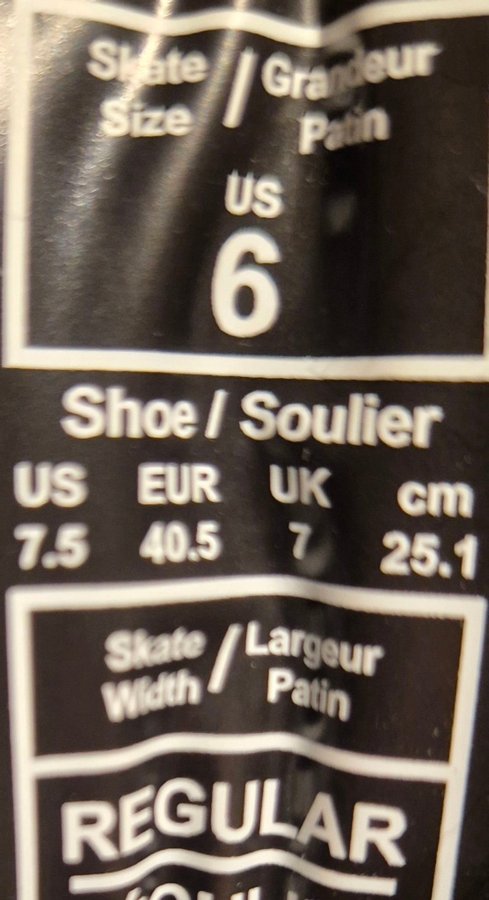 Skate / Grandeur
Size Patin
US
6
Shoe / Soulier
US EUR UK cm
7.5 40.5 7 25.1
Skate / Largeur
Width Patin
REGULAR